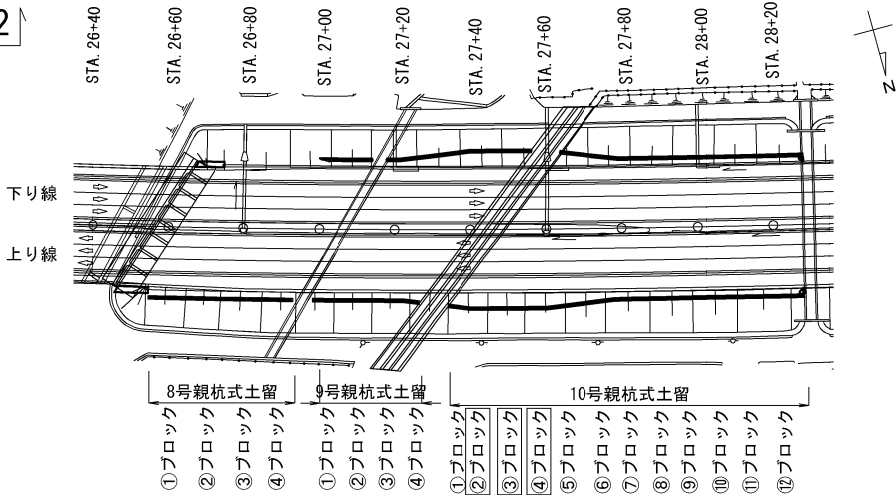 2
STA. 26+40
STA. 26+60
STA. 26+80
STA. 27+00
STA. 27+20
STA. 27+40
STA. 27+60
STA. 27+80
STA. 28+00
STA. 28+20
N
下り線
上り線
8号親杭式土留
9号親杭式土留
10号親杭式土留
①ブロック
②ブロック
③ブロック
④ブロック
①ブロック
②ブロック
③ブロック
④ブロック
①ブロック
②ブロック
③ブロック
④ブロック
⑤ブロック
⑥ブロック
⑦ブロック
⑧ブロック
⑨ブロック
⑩ブロック
⑪ブロック
⑫ブロック